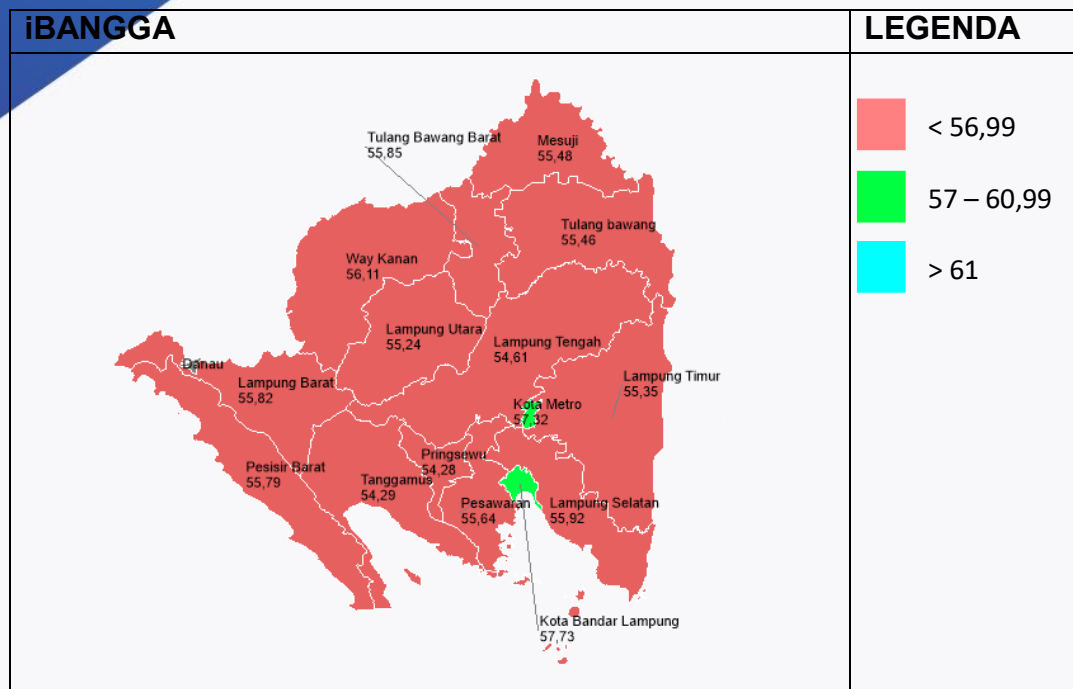 iBANGGA
LEGENDA
< 56,99
57 – 60,99
> 61
Tulang Bawang Barat
55,85
Mesuji
55,48
Tulang bawang
55,46
Way Kanan
56,11
Lampung Utara
55,24
Lampung Tengah
54,61
Danau
Lampung Barat
55,82
Lampung Timur
55,35
Kota Metro
57,32
Pringsewu
54,28
Pesisir Barat
55,79
Tanggamus
54,29
Pesawaran
55,64
Lampung Selatan
55,92
Kota Bandar Lampung
57,73